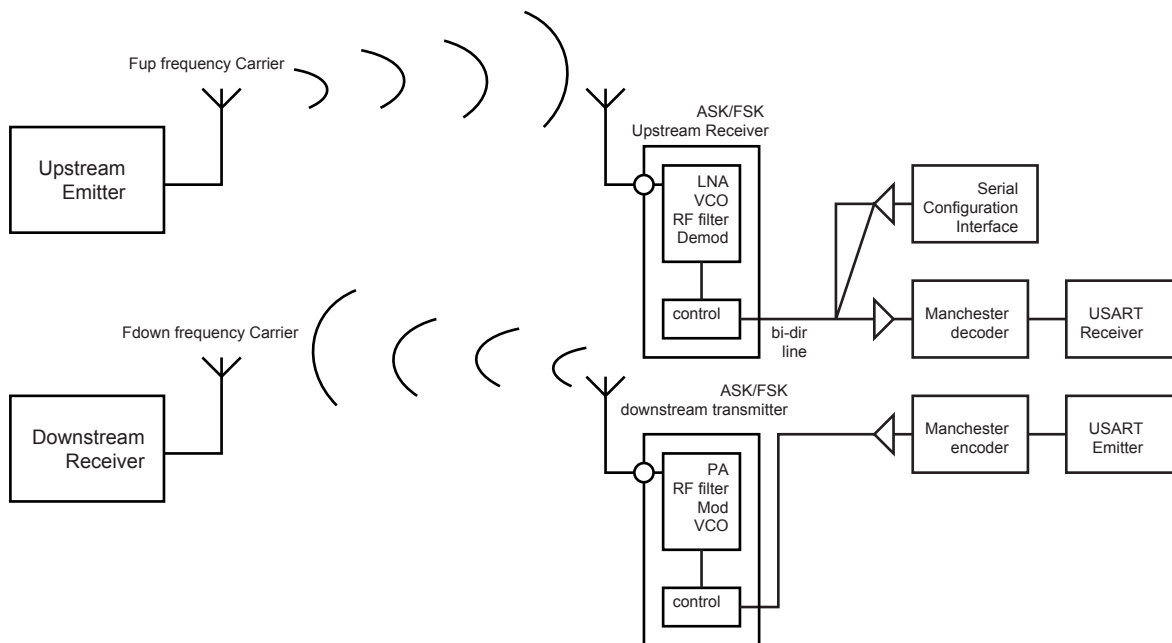 Fup frequency Carrier
Upstream
Emitter
ASK/FSK
Upstream Receiver
LNA
VCO
RF filter
Demod
control
bi-dir
line
Serial
Configuration
Interface
Manchester
decoder
USART
Receiver
Fdown frequency Carrier
Downstream
Receiver
ASK/FSK
downstream transmitter
PA
RF filter
Mod
VCO
control
Manchester
encoder
USART
Emitter